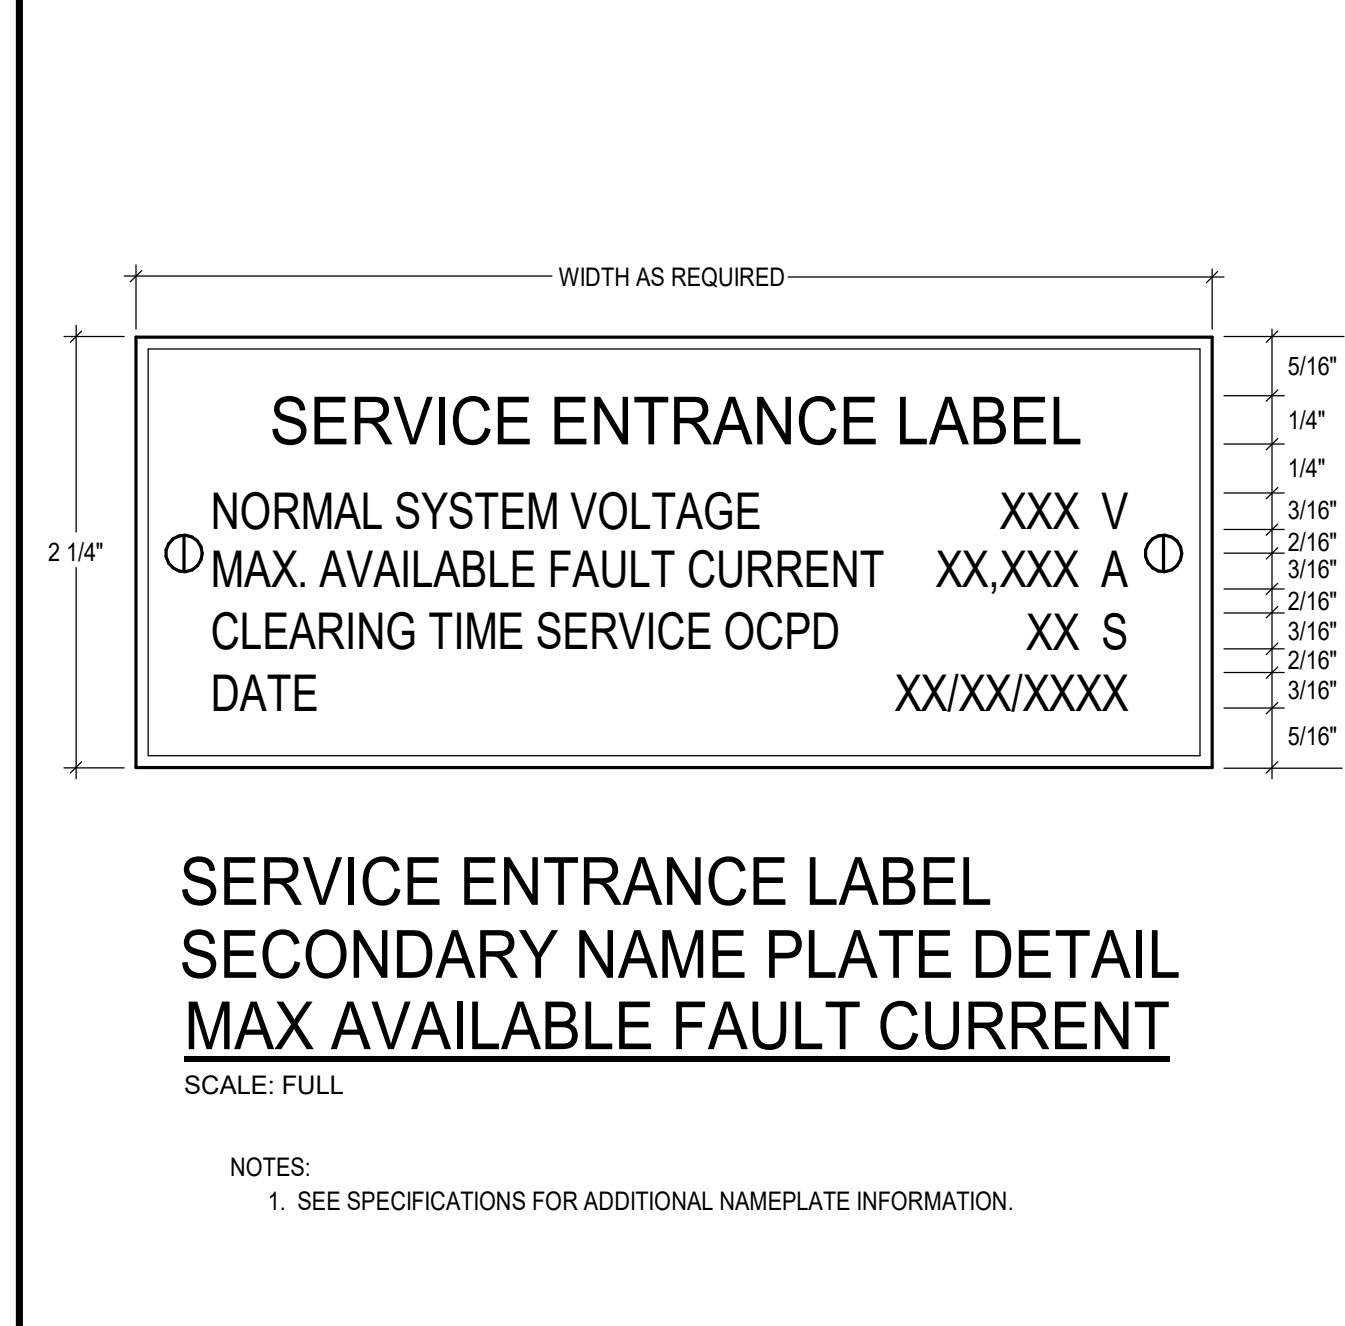 WIDTH AS REQUIRED
5/16"
SERVICE ENTRANCE LABEL
1/4"
1/4"
NORMAL SYSTEM VOLTAGE XXX V
3/16"
2 1/4"
2/16"
MAX. AVAILABLE FAULT CURRENT XX,XXX A
3/16"
2/16"
CLEARING TIME SERVICE OCPD XX S
3/16"
2/16"
DATE XX/XX/XXXX
3/16"
5/16"
SERVICE ENTRANCE LABEL
SECONDARY NAME PLATE DETAIL
MAX AVAILABLE FAULT CURRENT
SCALE: FULL
NOTES:
1. SEE SPECIFICATIONS FOR ADDITIONAL NAMEPLATE INFORMATION.